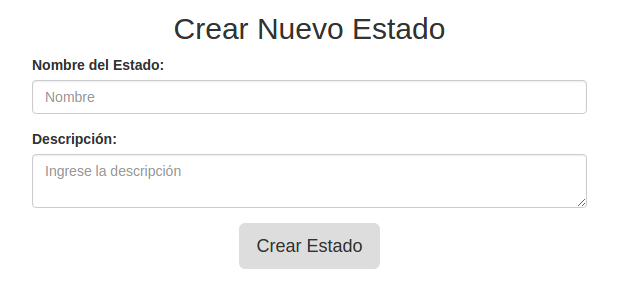 Crear Nuevo Estado
Nombre del Estado:
Nombre
Descripción:
Ingrese la descripción
Crear Estado